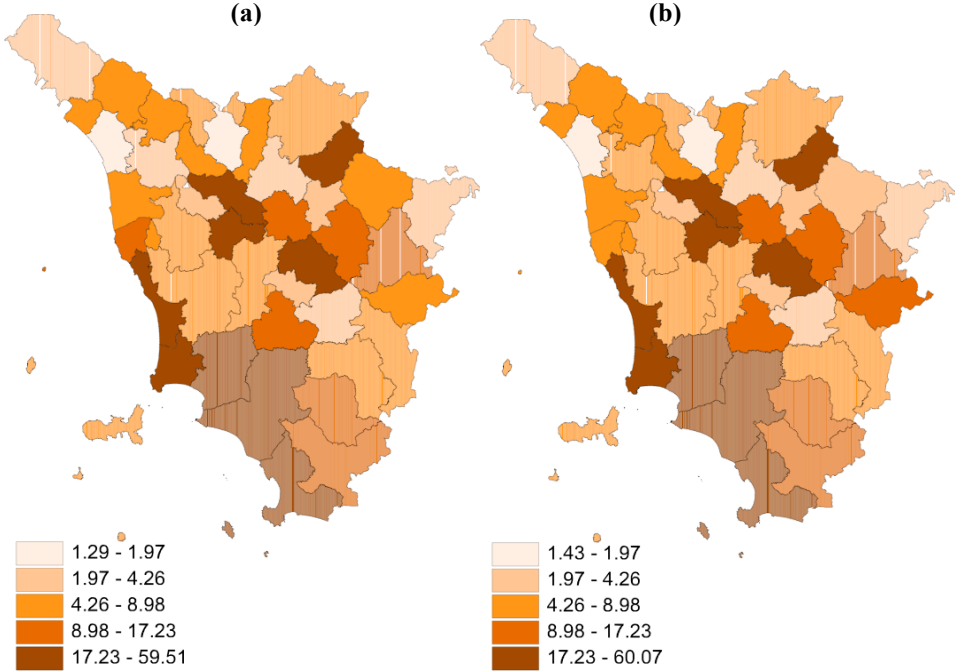 (a)
(b)
1.29 - 1.97
1.97 - 4.26
4.26 - 8.98
8.98 - 17.23
17.23 - 59.51
1.43 - 1.97
1.97 - 4.26
4.26 - 8.98
8.98 - 17.23
17.23 - 60.07